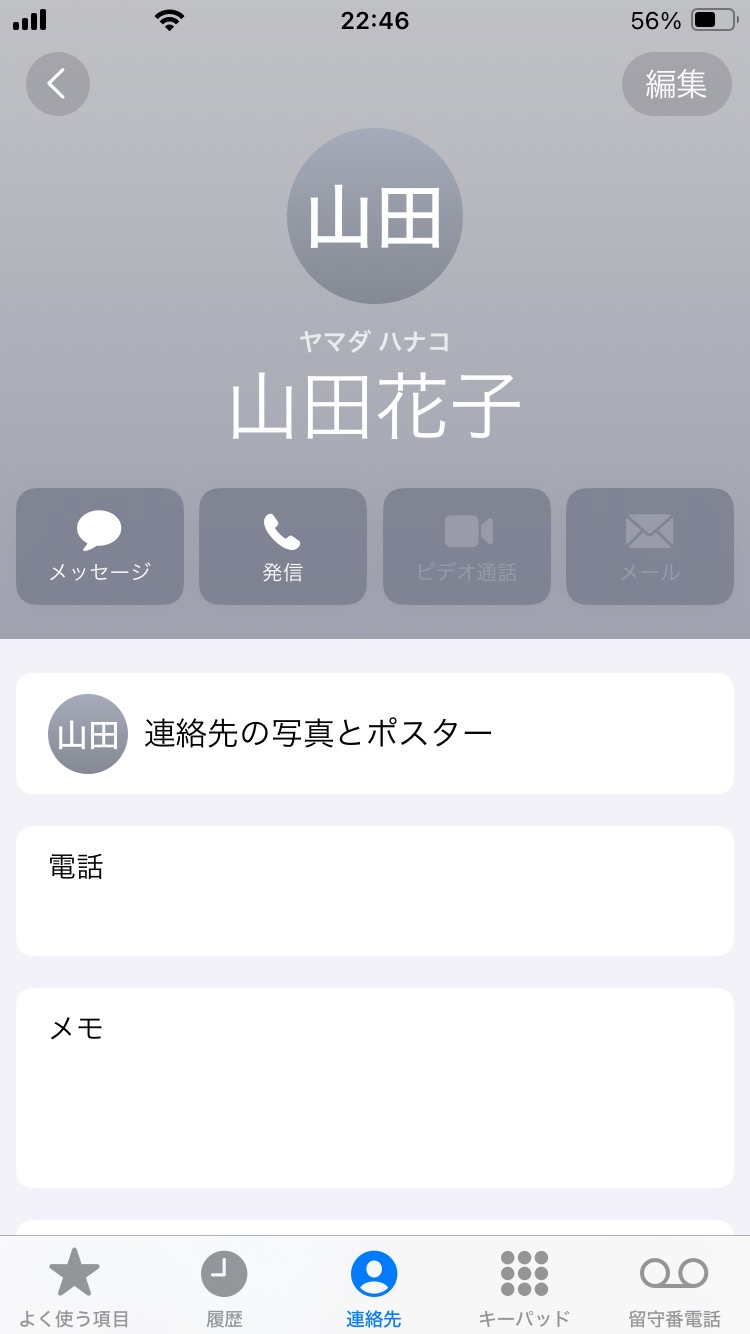 22:46
56%
編集
山田
ヤマダ ハナコ
山田花子
メッセージ
発信
ビデオ通話
メール
山田
連絡先の写真とポスター
電話
メモ
よく使う項目
履歴
連絡先
キーパッド
留守番電話